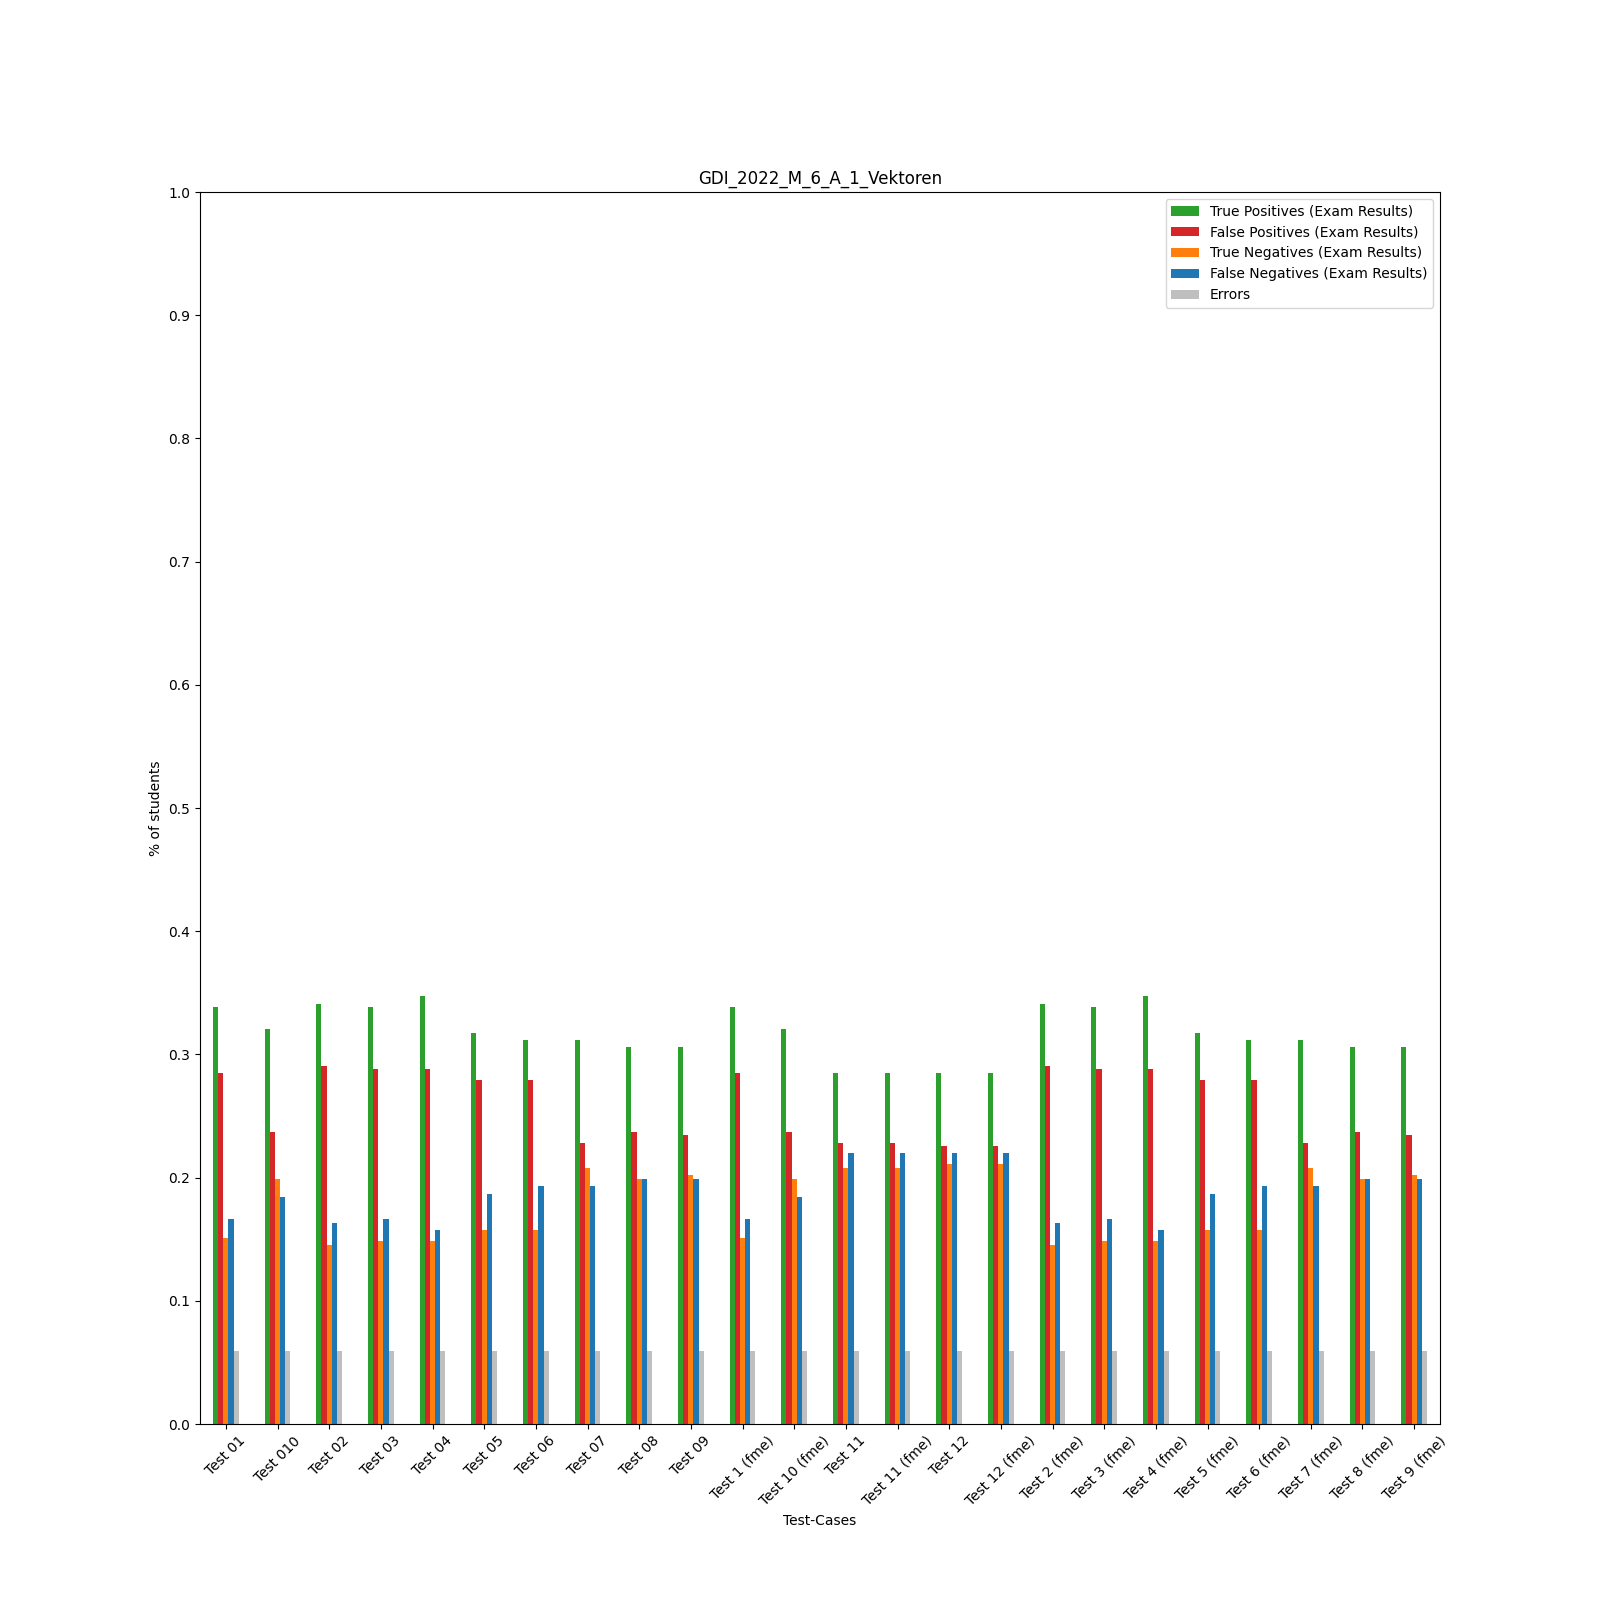 GDI_2022_M_6_A_1_Vektoren
True Positives (Exam Results)
False Positives (Exam Results)
True Negatives (Exam Results)
False Negatives (Exam Results)
Errors
1.0
0.9
0.8
0.7
0.6
0.5
0.4
0.3
0.2
0.1
0.0
% of students
Test 01
Test 010
Test 02
Test 03
Test 04
Test 05
Test 06
Test 07
Test 08
Test 09
Test 1 (fme)
Test 10 (fme)
Test 11
Test 11 (fme)
Test 12
Test 12 (fme)
Test 2 (fme)
Test 3 (fme)
Test 4 (fme)
Test 5 (fme)
Test 6 (fme)
Test 7 (fme)
Test 8 (fme)
Test 9 (fme)
Test-Cases